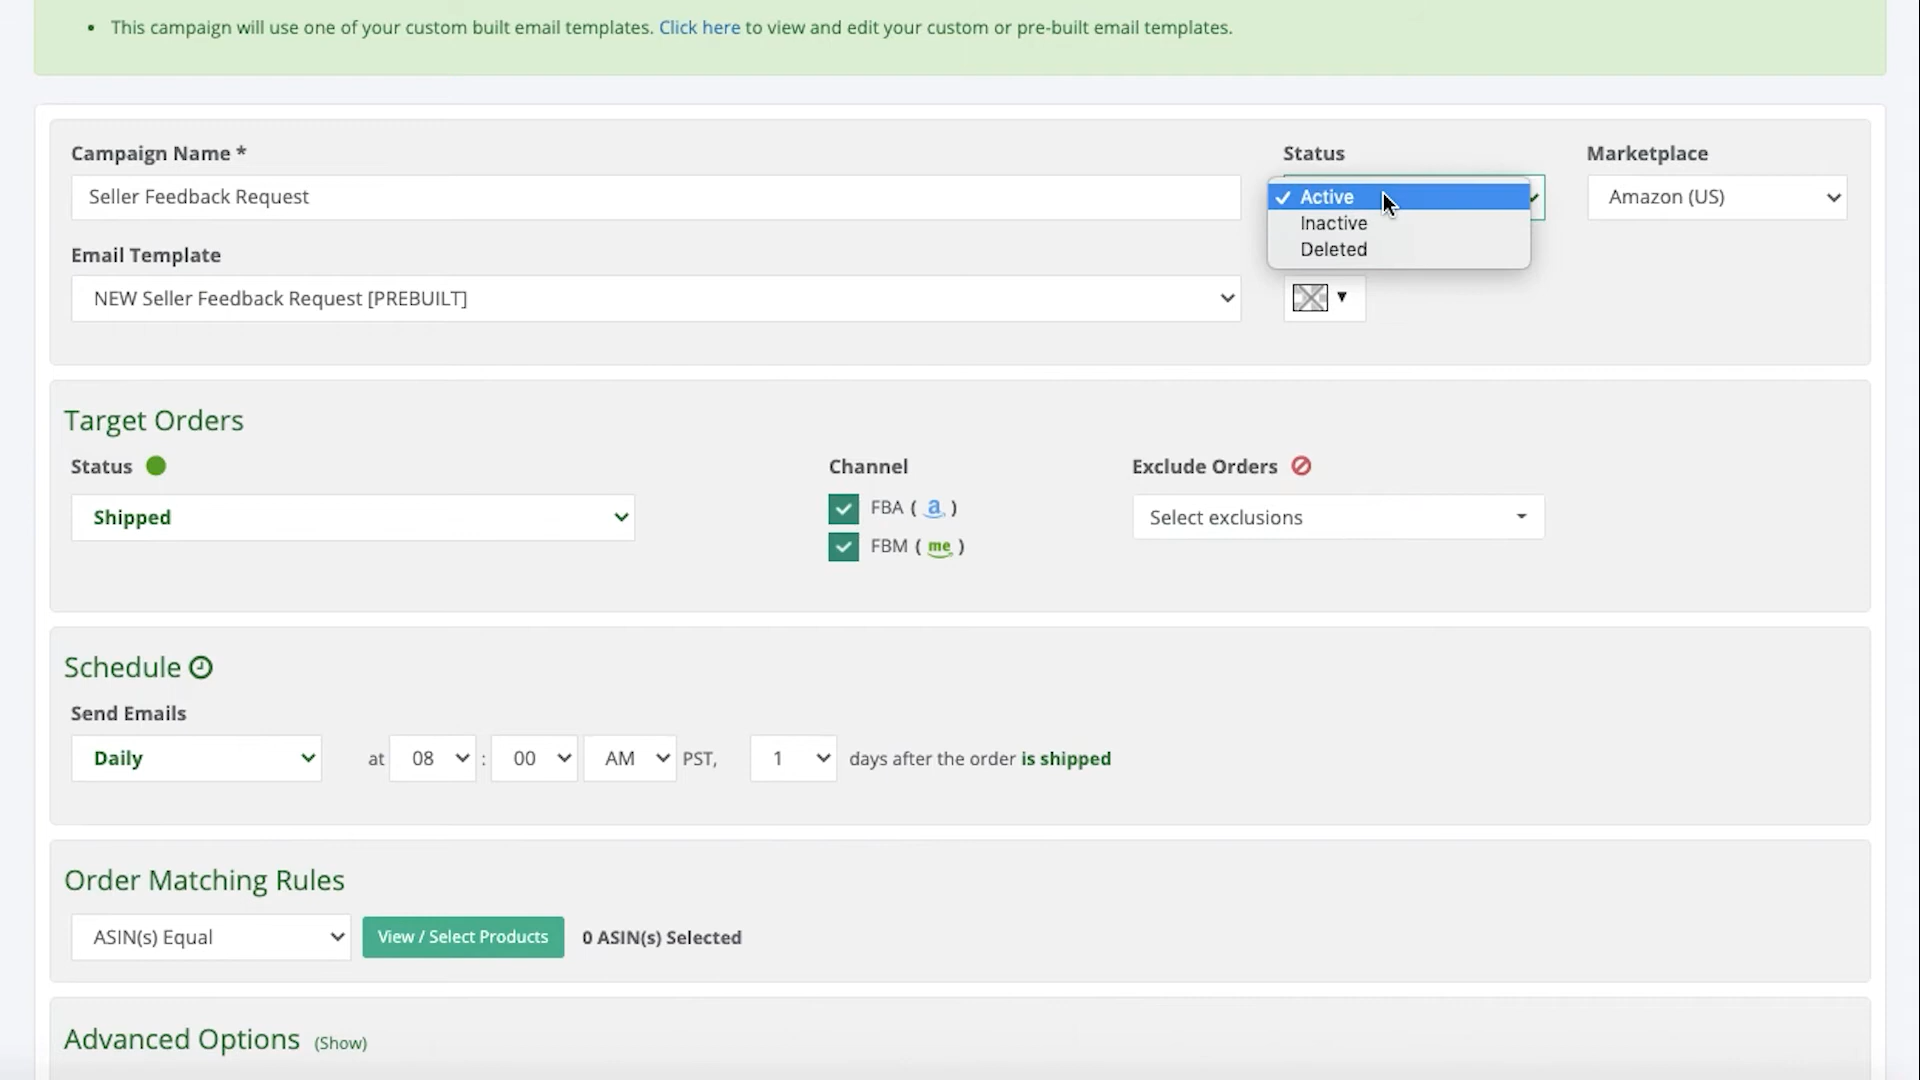 This campaign will use one of your custom built email templates. Click here to view and edit your custom or pre-built email templates.
Campaign Name *
Status
Marketplace
Seller Feedback Request
Active
Amazon (US)
Inactive
Deleted
Email Template
NEW Seller Feedback Request [PREBUILT]
Target Orders
Status
Channel
Exclude Orders
Shipped
FBA ( a )
Select exclusions
FBM ( me )
Schedule
Send Emails
Daily at 08 : 00 AM PST, 1 days after the order is shipped
Order Matching Rules
ASIN(s) Equal
View / Select Products
0 ASIN(s) Selected
Advanced Options (Show)